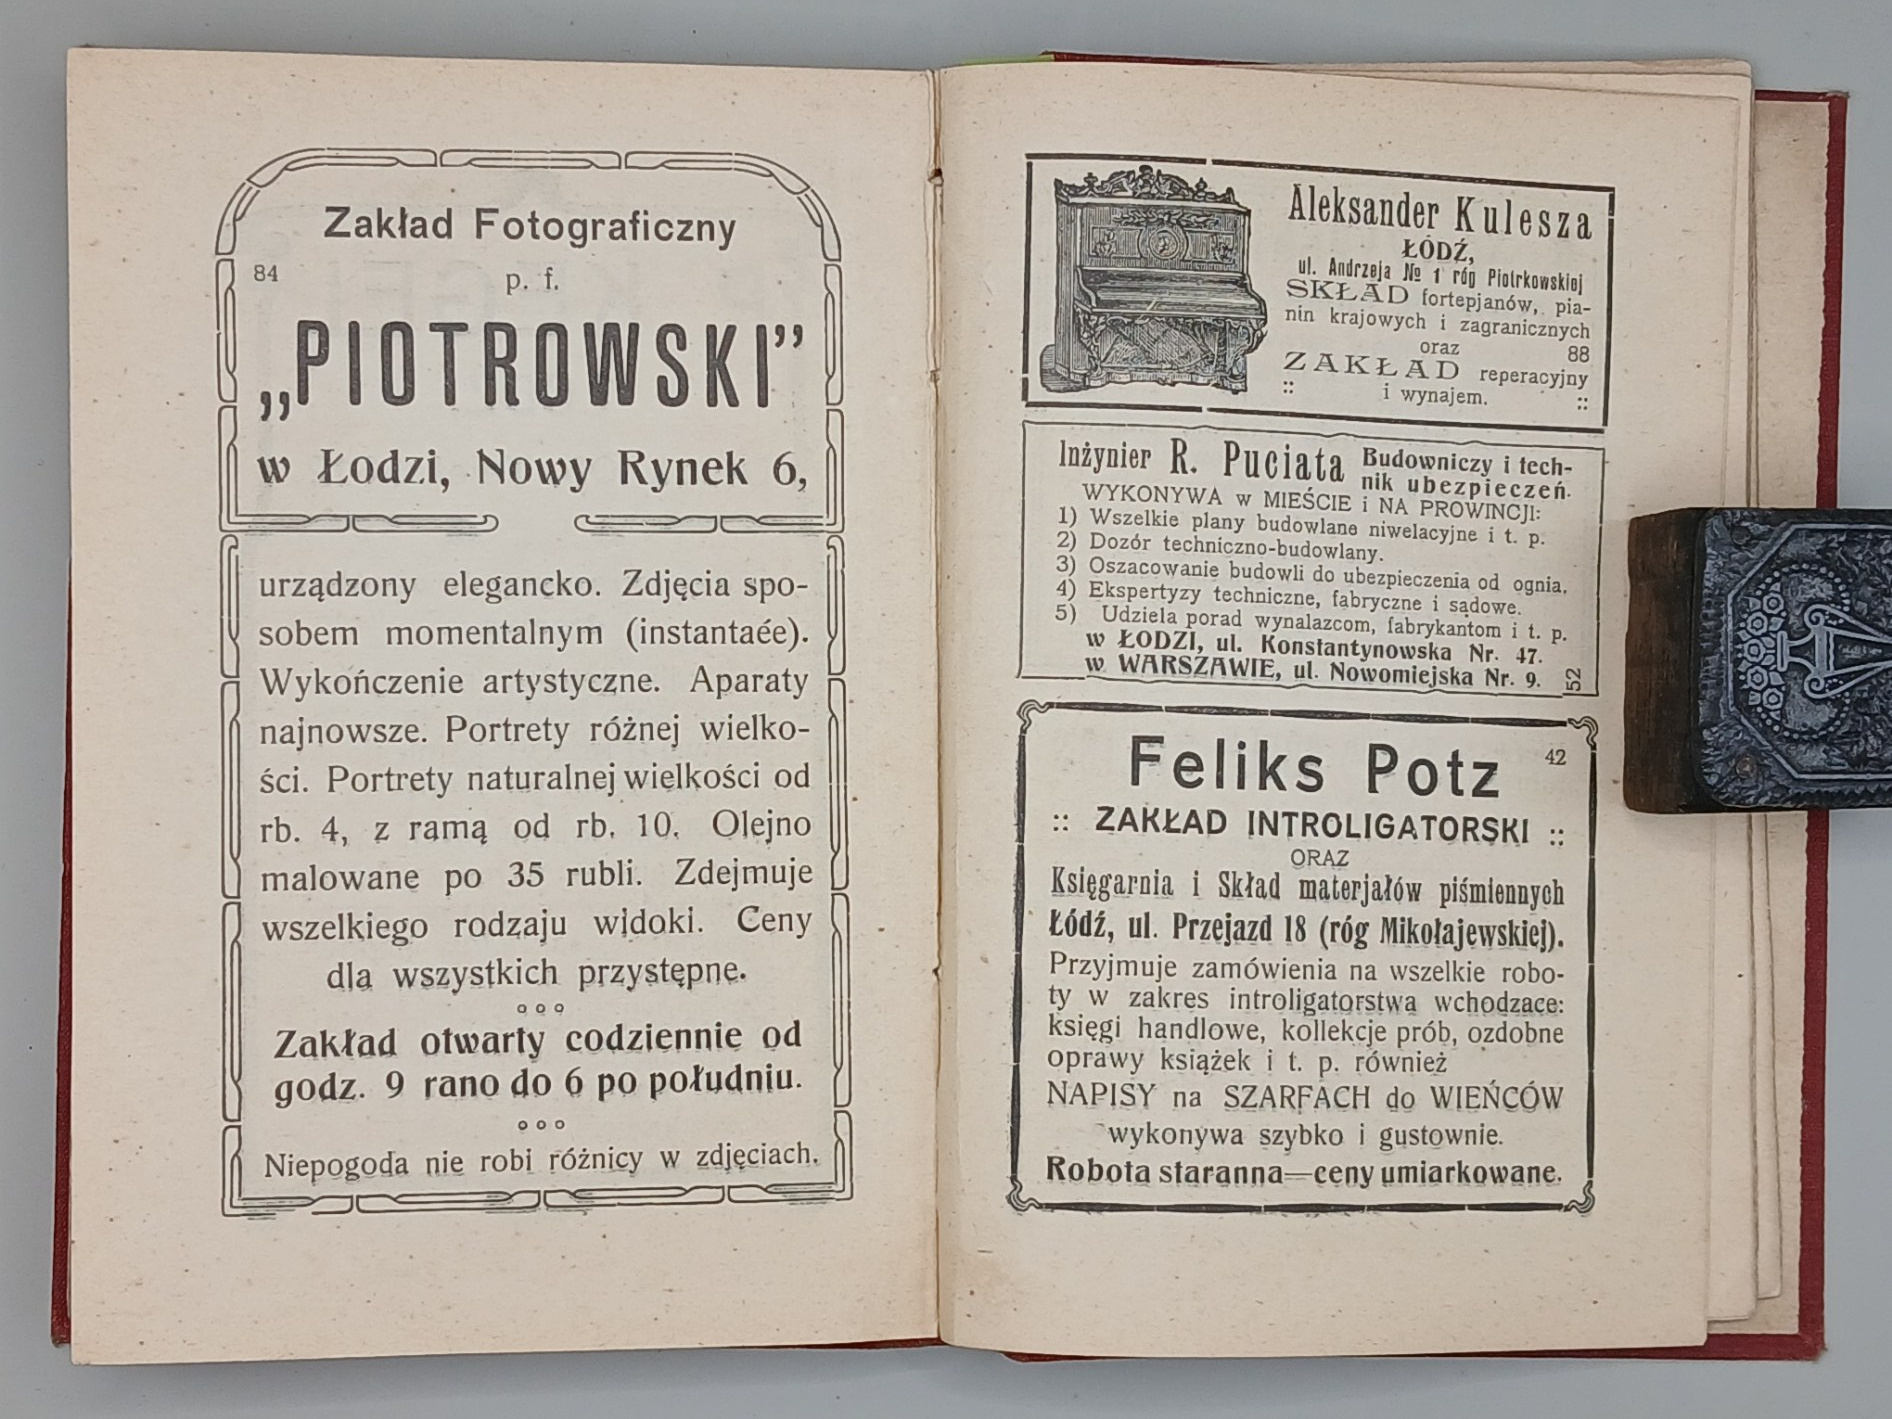 Zakład Fotograficzny
84
p. f.
„PIOTROWSKI”
w Łodzi, Nowy Rynek 6,
urządzony elegancko. Zdjęcia spo-
sobem momentalnym (instantaée).
Wykończenie artystyczne. Aparaty
najnowsze. Portrety różnej wielko-
ści. Portrety naturalnej wielkości od
rb. 4, z ramą od rb. 10. Olejno
malowane po 35 rubli. Zdejmuje
wszelkiego rodzaju widoki. Ceny
dla wszystkich przystępne.
Zakład otwarty codziennie od
godz. 9 rano do 6 po południu.
Niepogoda nie robi różnicy w zdjęciach.
Aleksander Kulesza
ŁÓDŹ,
ul. Andrzeja № 1 róg Piotrkowskiej
SKŁAD fortepjanów, pia-
nin krajowych i zagranicznych
oraz 88
ZAKŁAD reperacyjny
:: i wynajem. ::
Inżynier R. Puciata Budowniczy i tech-
nik ubezpieczeń.
WYKONYWA w MIEŚCIE i NA PROWINCJI:
1) Wszelkie plany budowlane niwelacyjne i t. p.
2) Dozór techniczno-budowlany.
3) Oszacowanie budowli do ubezpieczenia od ognia.
4) Ekspertyzy techniczne, fabryczne i sądowe.
5) Udziela porad wynalazcom, fabrykantom i t. p.
w ŁODZI, ul. Konstantynowska Nr. 47.
w WARSZAWIE, ul. Nowomiejska Nr. 9.
52
Feliks Potz
42
:: ZAKŁAD INTROLIGATORSKI ::
ORAZ
Księgarnia i Skład materjałów piśmiennych
Łódź, ul. Przejazd 18 (róg Mikołajewskiej).
Przyjmuje zamówienia na wszelkie robo-
ty w zakres introligatorstwa wchodzące:
księgi handlowe, kollekcje prób, ozdobne
oprawy książek i t. p. również
NAPISY na SZARFACH do WIEŃCÓW
wykonywa szybko i gustownie.
Robota staranna—ceny umiarkowane.